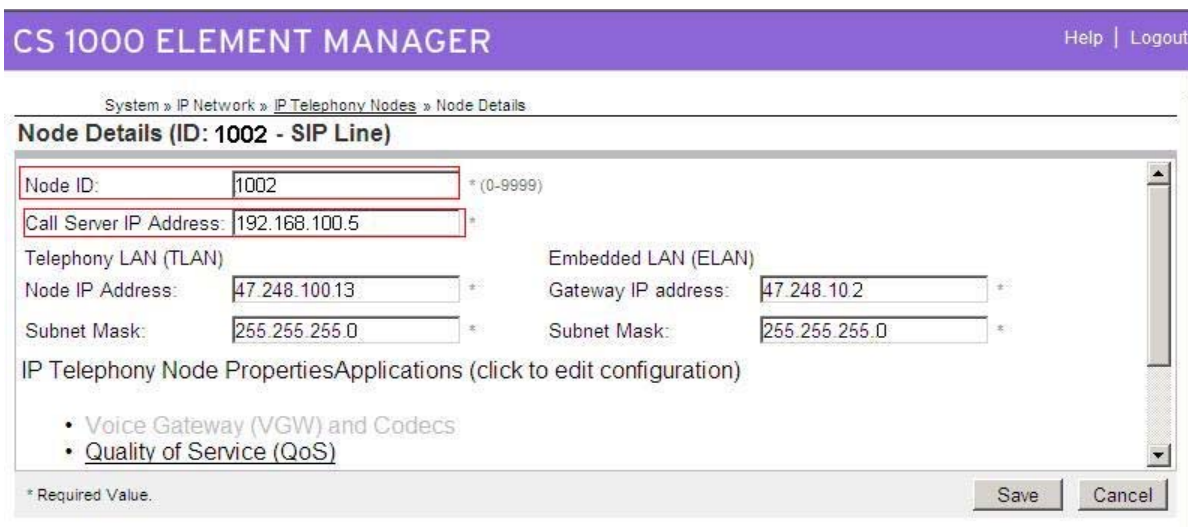 CS 1000 ELEMENT MANAGER Help | Logout
System » IP Network » IP Telephony Nodes » Node Details
Node Details (ID: 1002 - SIP Line)
Node ID: 1002 * (0-9999)
Call Server IP Address: 192.168.100.5 *
Telephony LAN (TLAN) Embedded LAN (ELAN)
Node IP Address: 47.248.100.13 * Gateway IP address: 47.248.10.2 *
Subnet Mask: 255.255.255.0 * Subnet Mask: 255.255.255.0 *
IP Telephony Node PropertiesApplications (click to edit configuration)
• Voice Gateway (VGW) and Codecs
• Quality of Service (QoS)
* Required Value. Save Cancel